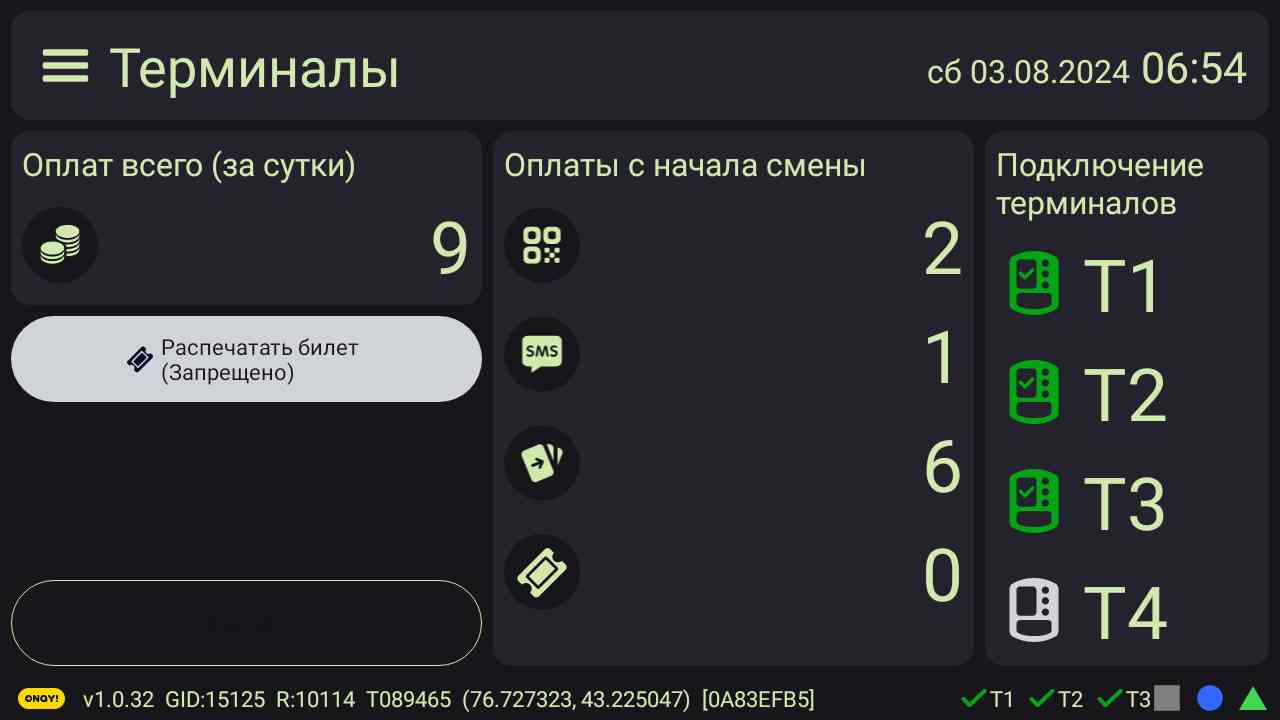 Терминалы
сб 03.08.2024 06:54
Оплат всего (за сутки)
9
Распечатать билет
(Запрещено)
Оплаты с начала смены
2
SMS
1
6
0
Подключение
терминалов
T1
T2
T3
T4
ONAY! v1.0.32 GID:15125 R:10114 T089465 (76.727323, 43.225047) [0A83EFB5] T1 T2 T3